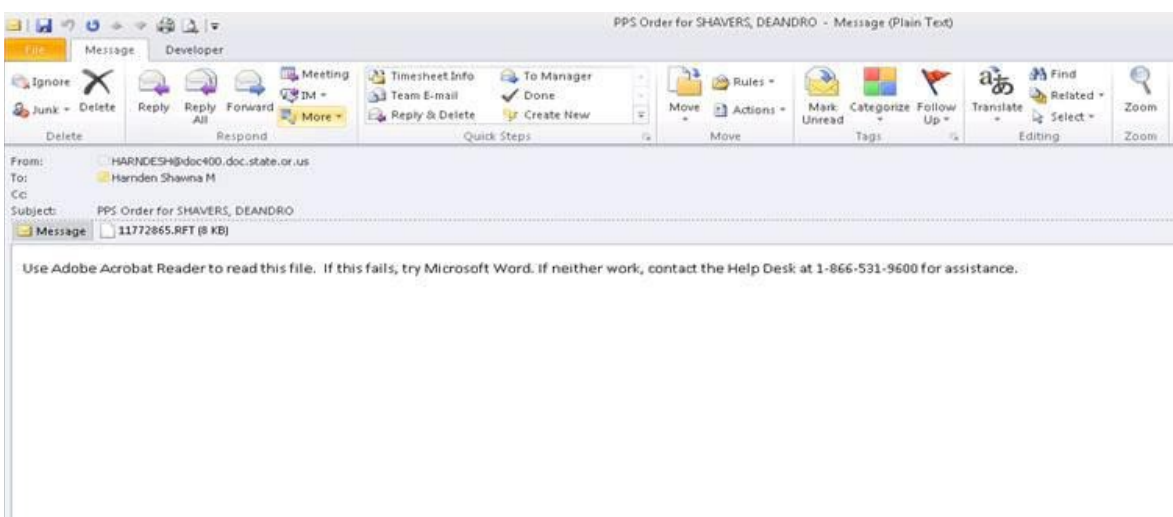 PPS Order for SHAVERS, DEANDRO - Message (Plain Text)
File Message Developer
Ignore Delete Reply Reply All Forward Meeting Timesheet Info To Manager Move Rules Mark Unread Categorize Follow Up Translate Find Zoom
Junk IM Team E-mail Done Actions Related
More Reply & Delete Create New Select
Delete Respond Quick Steps Move Tags Editing Zoom
From: HARNDESH@doc400.doc.state.or.us
To: Harnden Shawna M
Cc:
Subject: PPS Order for SHAVERS, DEANDRO
Message 11772865.RFT (8 KB)
Use Adobe Acrobat Reader to read this file. If this fails, try Microsoft Word. If neither work, contact the Help Desk at 1-866-531-9600 for assistance.